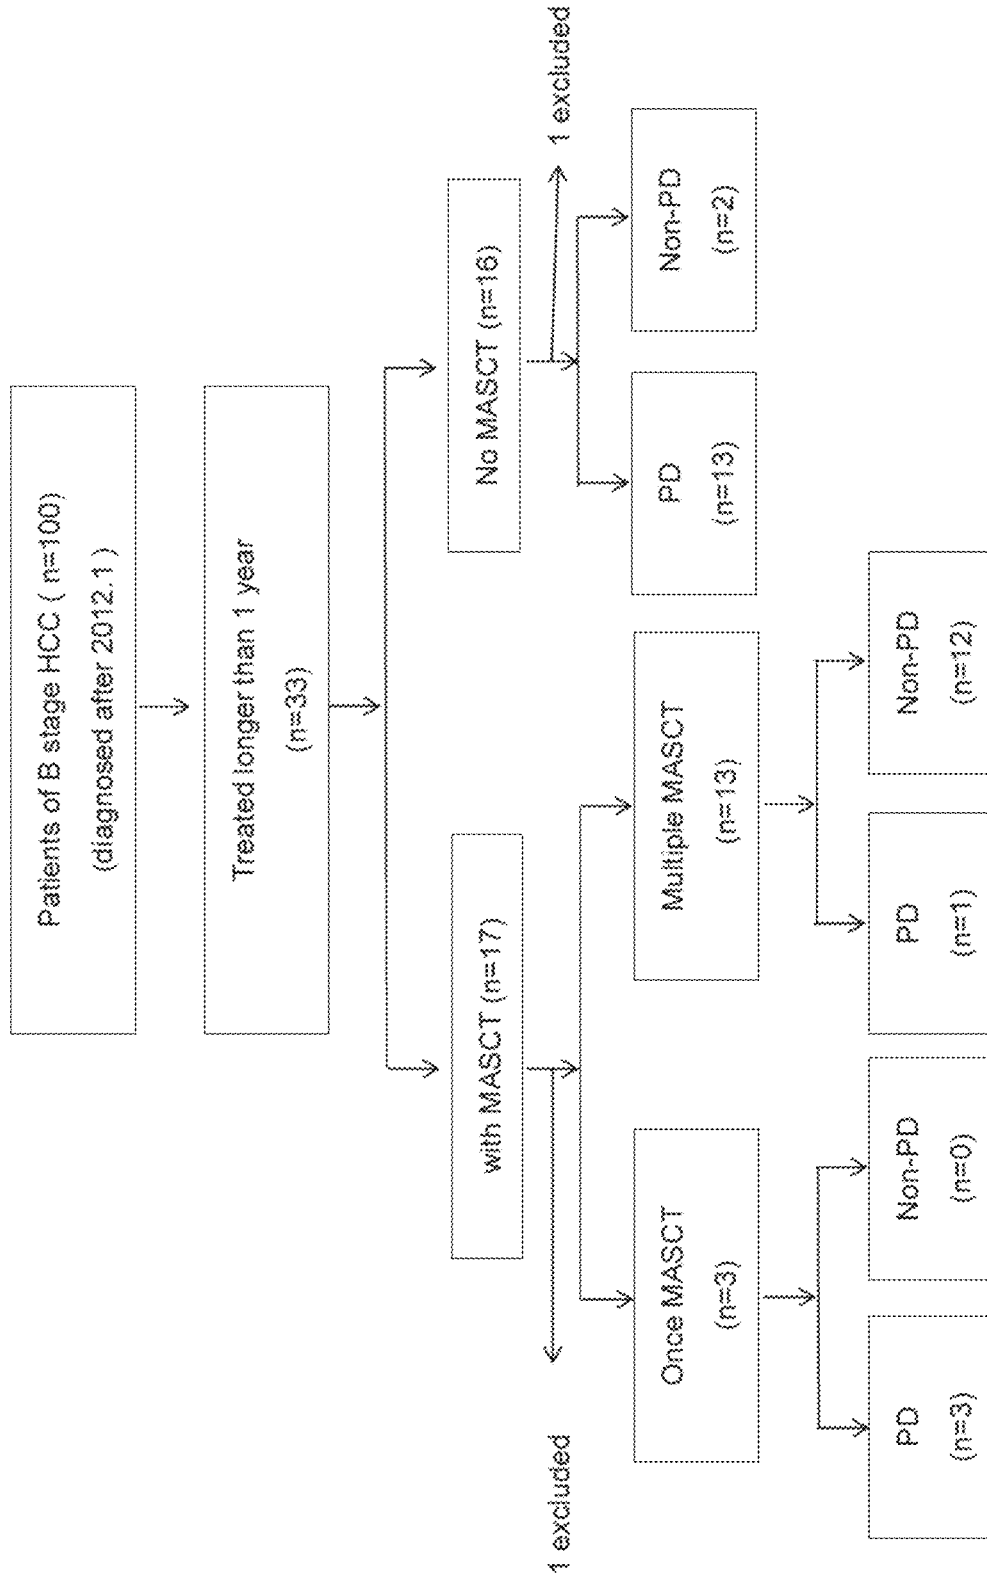 Patients of B stage HCC ( n=100)
(diagnosed after 2012.1 )
Treated longer than 1 year
(n=33)
with MASCT (n=17)
No MASCT (n=16)
1 excluded
1 excluded
Once MASCT
(n=3)
Multiple MASCT
(n=13)
PD
(n=13)
Non-PD
(n=2)
PD
(n=3)
Non-PD
(n=0)
PD
(n=1)
Non-PD
(n=12)